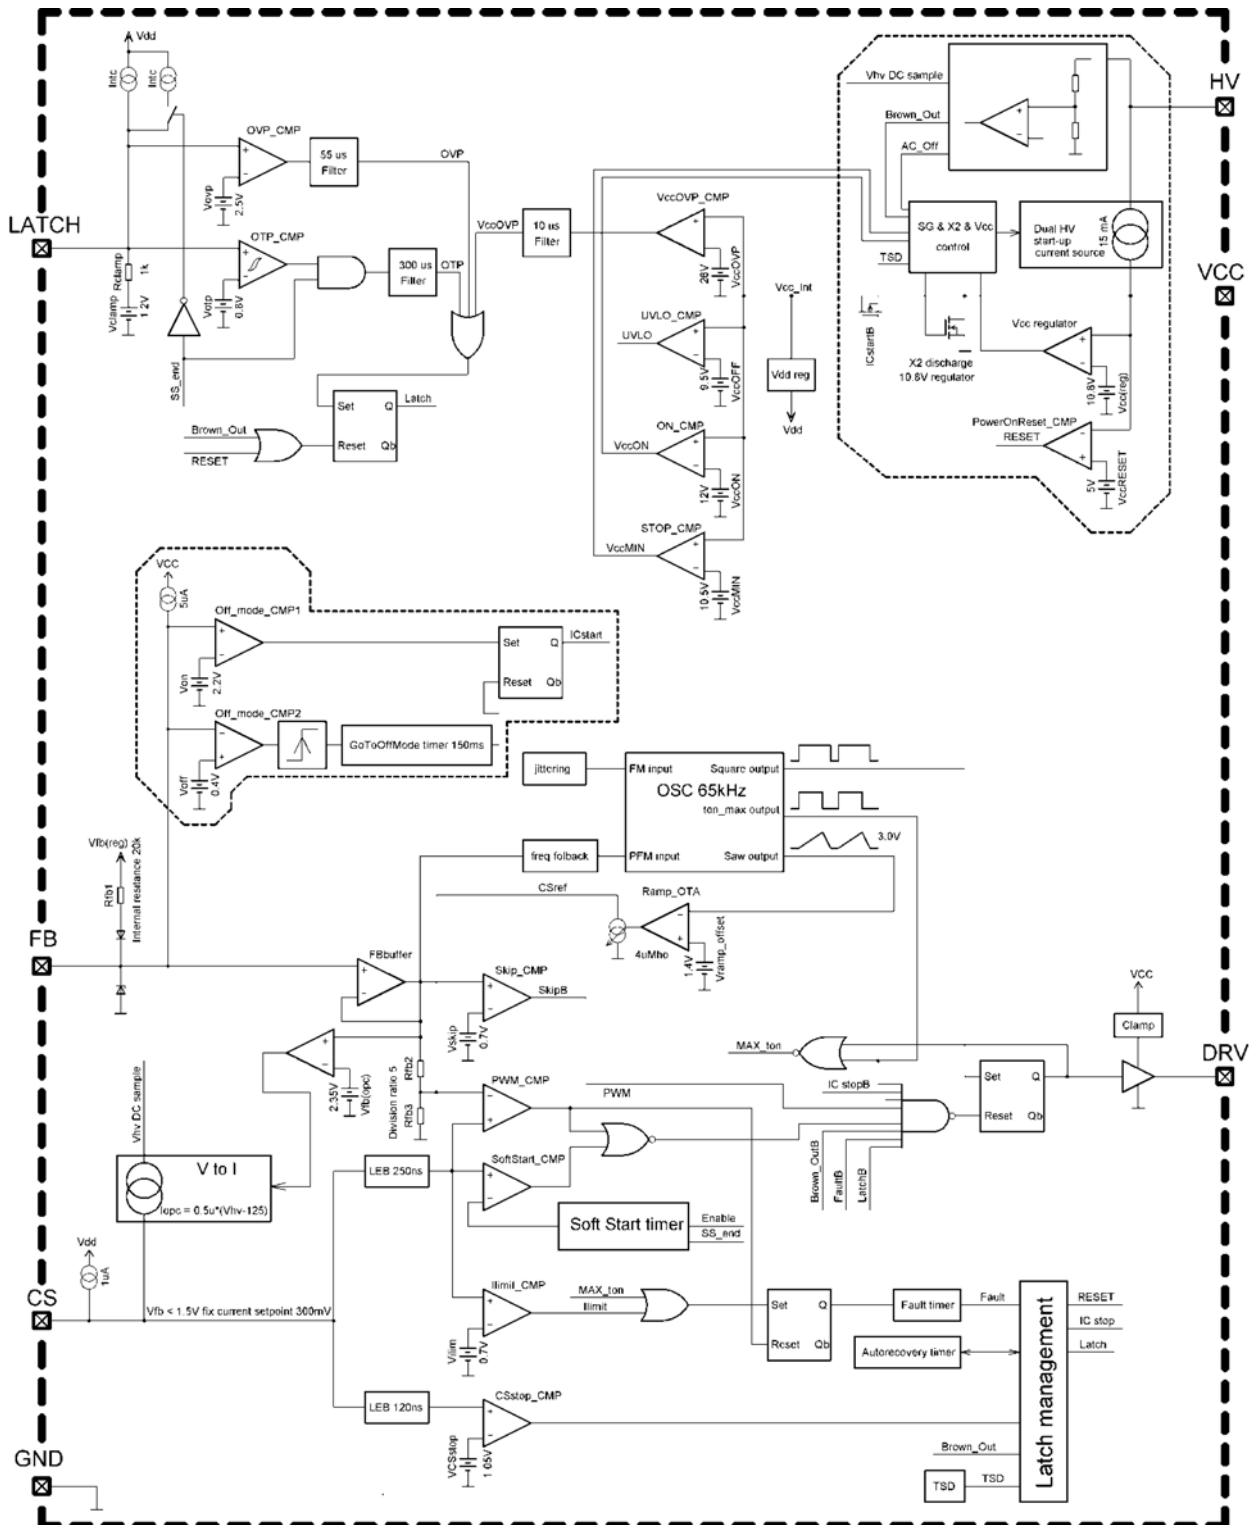 Vdd
Intc
Intc
OVP_CMP
55 us
Filter
OVP
Vovp
2.5V
LATCH
OTP_CMP
300 us
Filter
OTP
Rclamp
1k
Vclamp
1.2V
Votp
0.8V
SS_end
Set
Q
Latch
Reset
Qb
Brown_Out
RESET
VccOVP
10 us
Filter
VccOVP_CMP
26V
VccOVP
UVLO_CMP
UVLO
9.5V
VccOFF
ON_CMP
VccON
12V
VccON
STOP_CMP
VccMIN
10.5V
VccMIN
Vcc_Int
Vdd reg
Vdd
Vhv DC sample
Brown_Out
AC_Off
HV
SG & X2 & Vcc
control
Dual HV
start-up
current source
15 mA
TSD
VCC
ICstartB
X2 discharge
10.8V regulator
Vcc regulator
10.8V
Vcc(reg)
PowerOnReset_CMP
RESET
5V
VccRESET
VCC
5uA
Off_mode_CMP1
Von
2.2V
Set
Q
ICstart
Reset
Qb
Off_mode_CMP2
GoToOffMode timer 150ms
Voff
0.4V
jittering
FM input
Square output
OSC 65kHz
ton_max output
freq folback
PFM input
Saw output
3.0V
Vfb(reg)
Rfb1
Internal resitance 20k
CSref
Ramp_OTA
4uMho
1.4V
Vramp_offset
FB
FBbuffer
Skip_CMP
SkipB
Vskip
0.7V
2.35V
Vfb(opc)
Rfb2
Division ratio 5
Rfb3
PWM_CMP
PWM
MAX_ton
VCC
Clamp
DRV
IC stopB
Set
Q
Reset
Qb
Brown_OutB
FaultB
LatchB
Vhv DC sample
V to I
Iopc = 0.5u*(Vhv-125)
LEB 250ns
SoftStart_CMP
Soft Start timer
Enable
SS_end
Vdd
1uA
CS
Vfb < 1.5V fix current setpoint 300mV
Ilimit_CMP
MAX_ton
Ilimit
Vilim
0.7V
Set
Q
Reset
Qb
Fault timer
Fault
Autorecovery timer
Latch management
RESET
IC stop
Latch
LEB 120ns
CSstop_CMP
VCSstop
1.05V
Brown_Out
TSD
TSD
GND